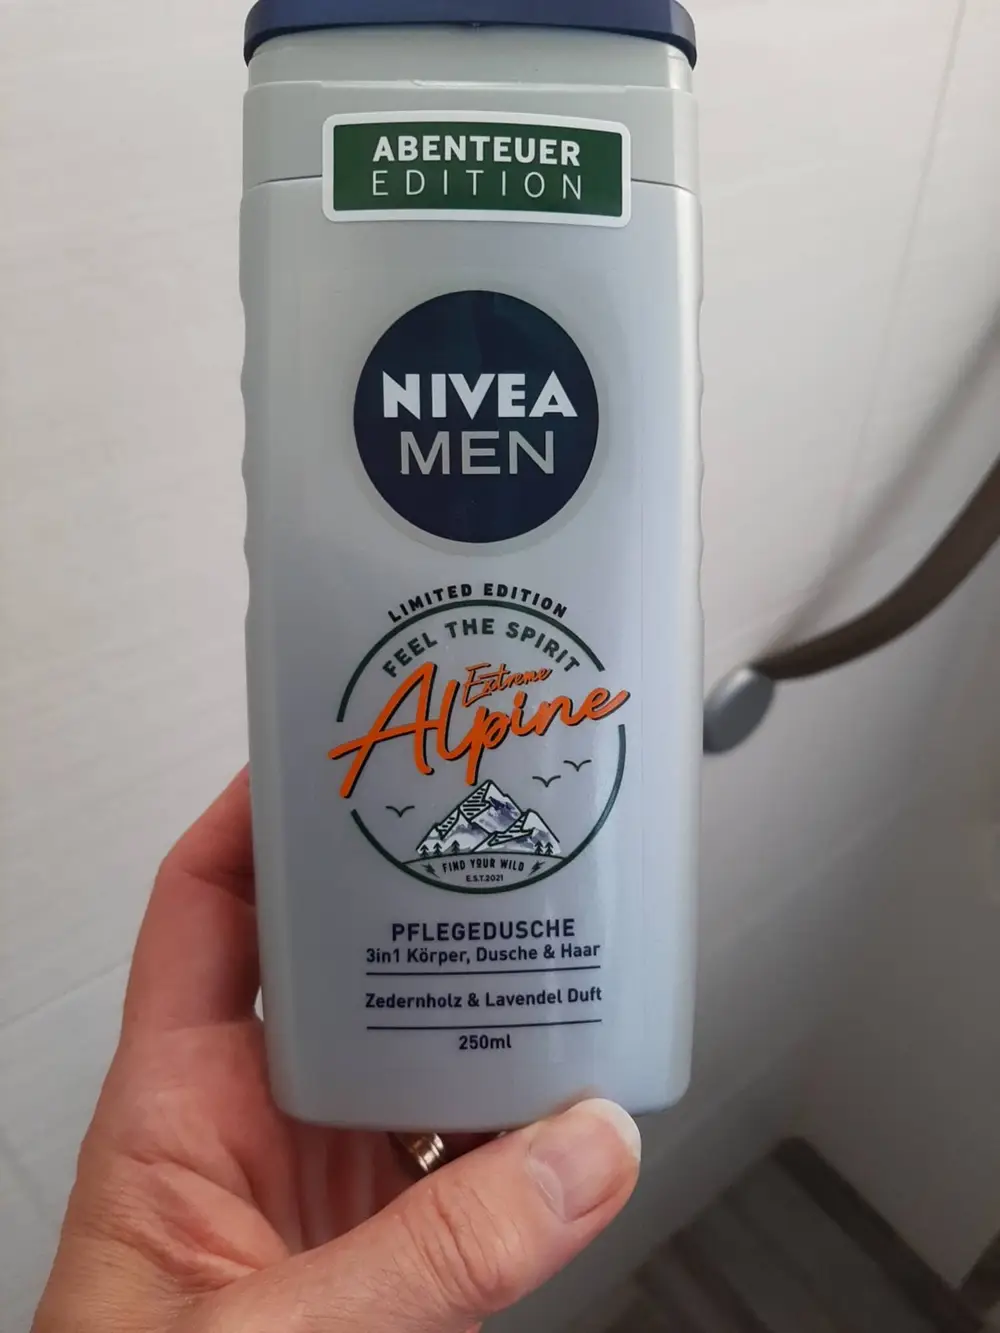 ABENTEUER
EDITION
NIVEA
MEN
LIMITED EDITION
FEEL THE SPIRIT
Extreme
Alpine
FIND YOUR WILD
E.S.T.2021
PFLEGEDUSCHE
3in1 Körper, Dusche & Haar
Zedernholz & Lavendel Duft
250ml